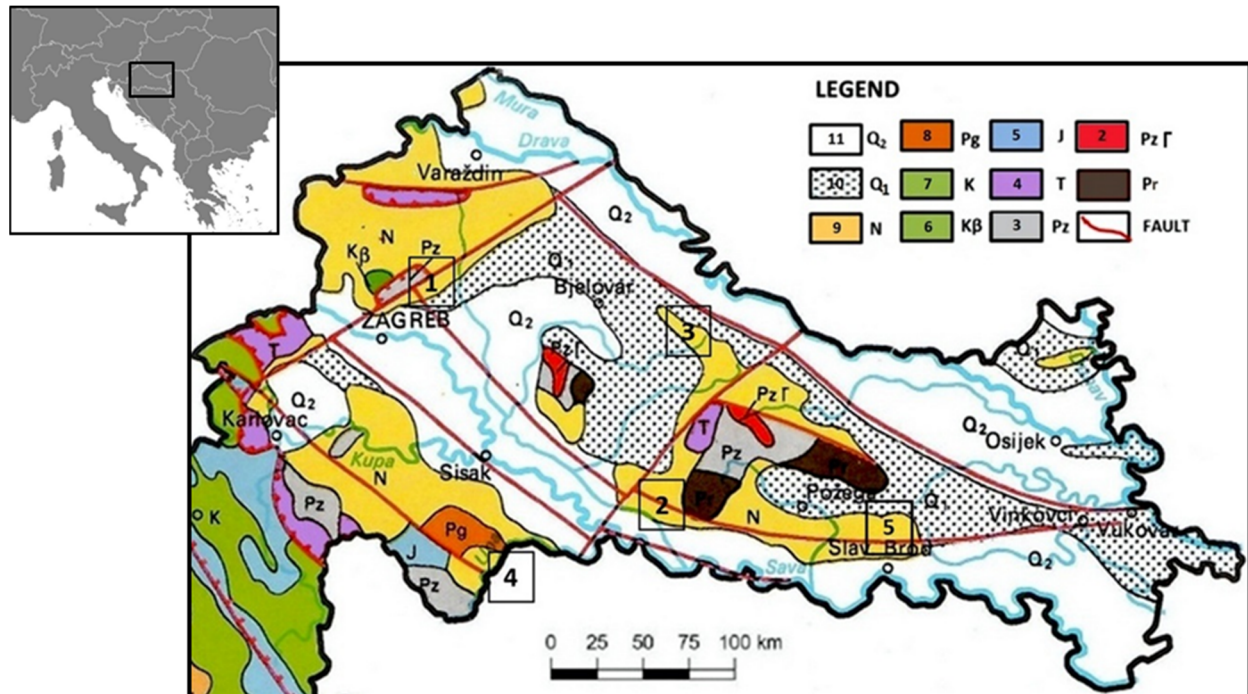 LEGEND
11 Q₂ 8 Pg 5 J 2 Pz Γ
10 Q₁ 7 K 4 T Pr
9 N 6 Kβ 3 Pz FAULT
Mura
Drava
Varaždin
Q₂
N
Pz
Kβ
1
Q₁
Bjelovar
ZAGREB
Q₂
3
T
Pz Γ
Q₂
Karlovac
Pz Γ
T
Pz
Q₂ Osijek
Kupa
Sisak
N
Pr
Pr
Požega
Q₁
K
Pz
2
N
5
Vinkovci
Vukovar
Pg
J
Slav Brod
Q₂
Sava
Pz
4
0 25 50 75 100 km